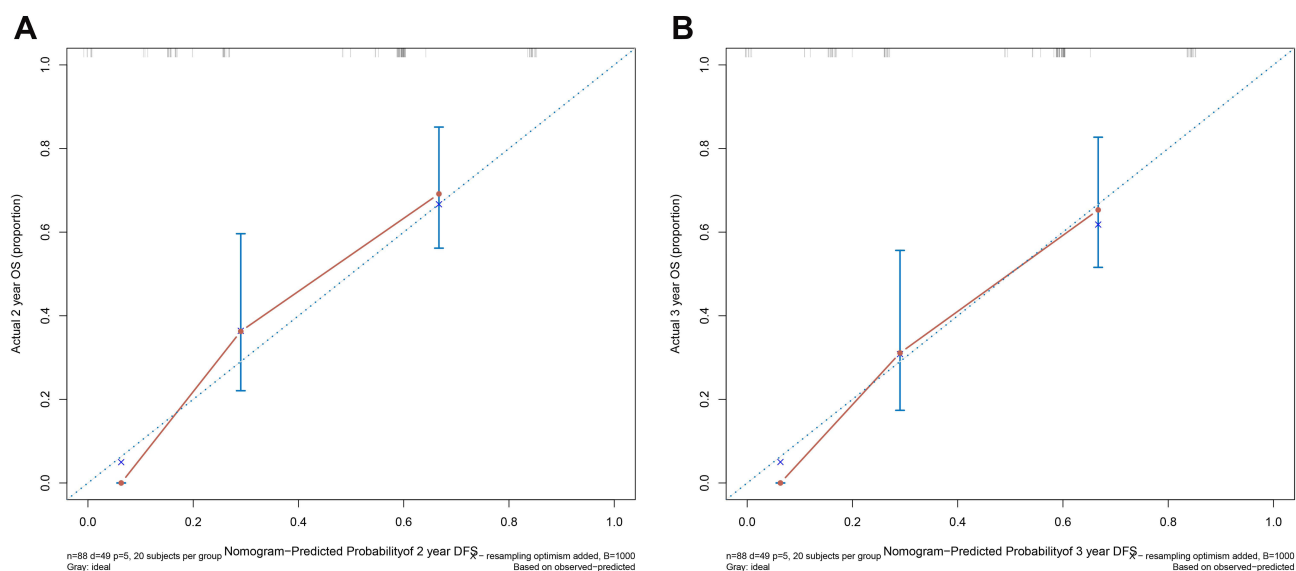 A
B
1.0
0.8
0.6
0.4
0.2
0.0
Actual 2 year OS (proportion)
0.0 0.2 0.4 0.6 0.8 1.0
Nomogram−Predicted Probabilityof 2 year DFS
n=88 d=49 p=5, 20 subjects per group
Gray: ideal
X − resampling optimism added, B=1000
Based on observed−predicted
1.0
0.8
0.6
0.4
0.2
0.0
Actual 3 year OS (proportion)
0.0 0.2 0.4 0.6 0.8 1.0
Nomogram−Predicted Probabilityof 3 year DFS
n=88 d=49 p=5, 20 subjects per group
Gray: ideal
X − resampling optimism added, B=1000
Based on observed−predicted